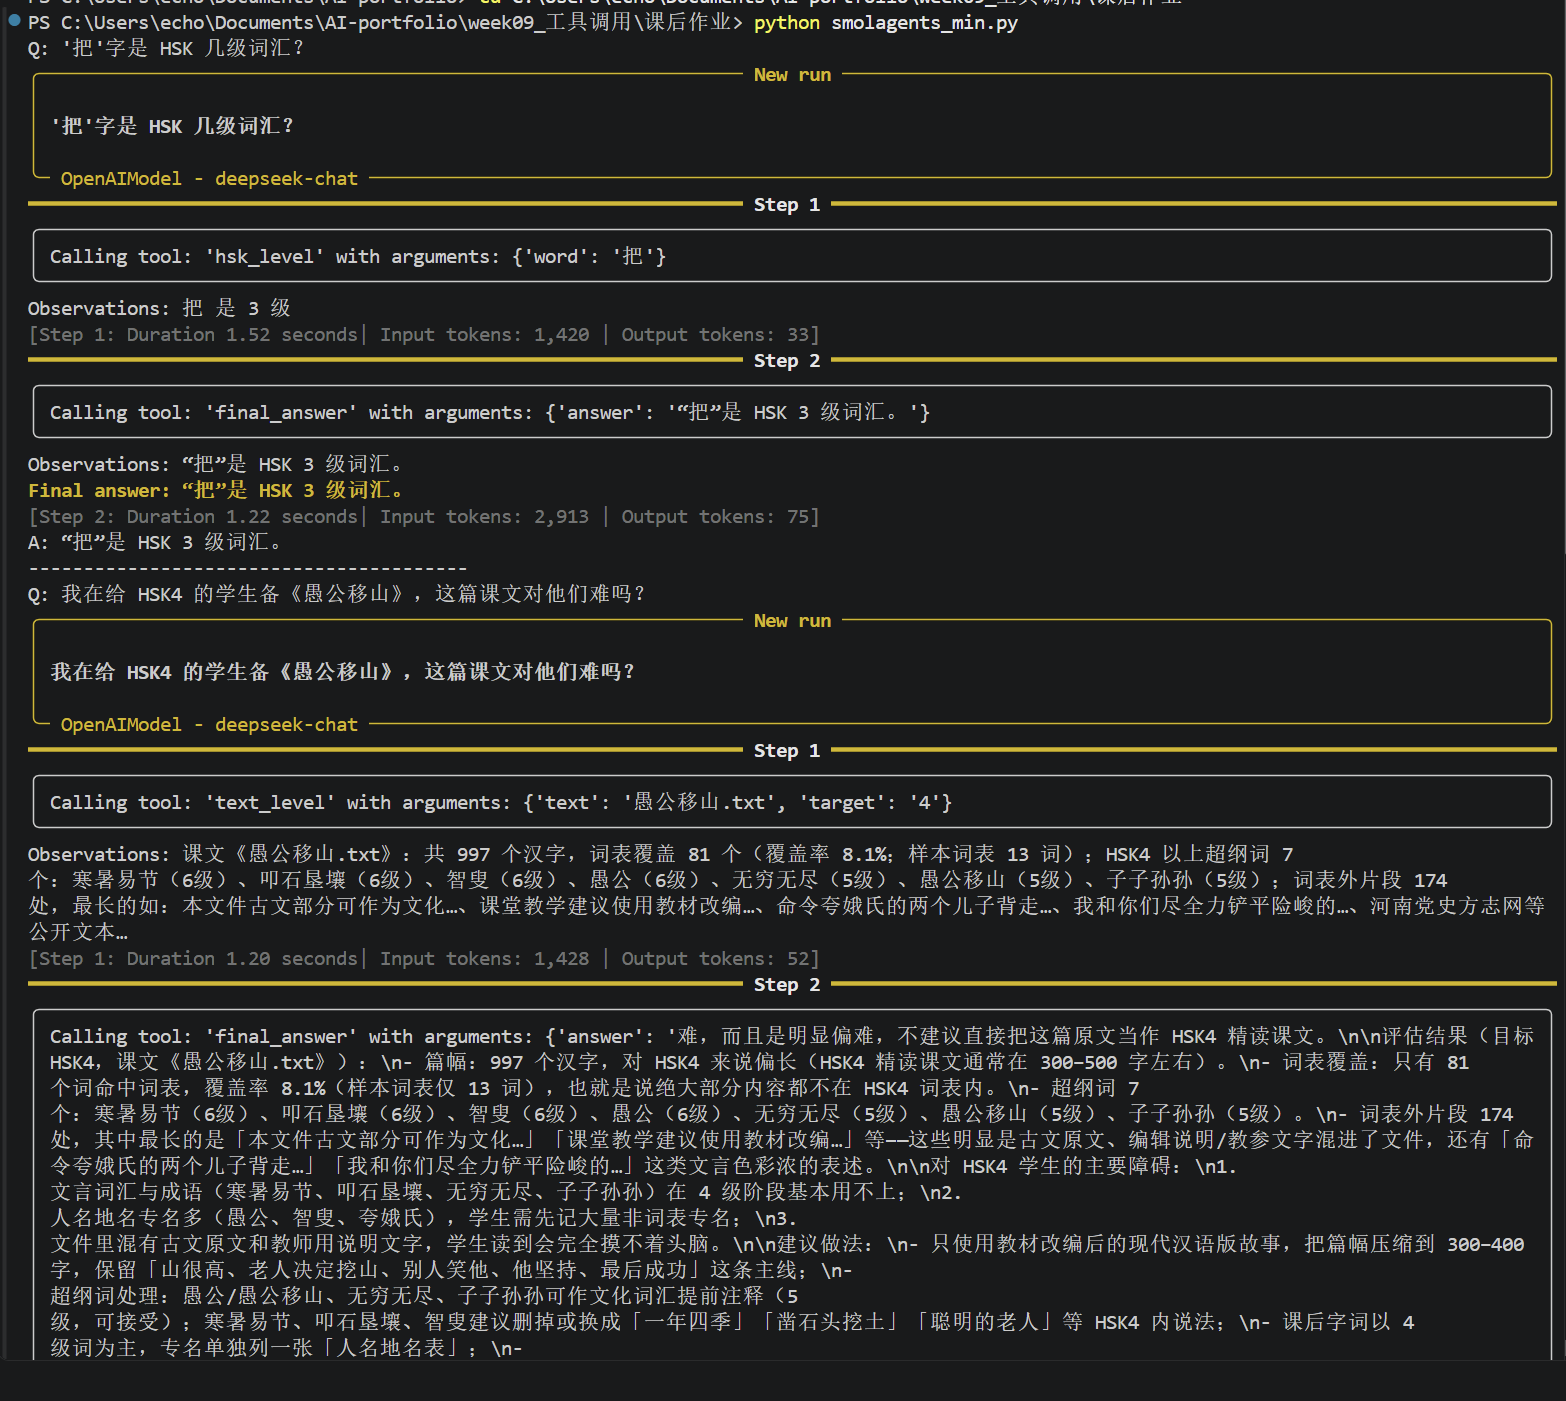 PS C:\Users\echo\Documents\AI-portfolio\week09_工具调用\课后作业> python smolagents_min.py
Q: '把'字是 HSK 几级词汇?
New run
'把'字是 HSK 几级词汇?
OpenAIModel - deepseek-chat
Step 1
Calling tool: 'hsk_level' with arguments: {'word': '把'}
Observations: 把 是 3 级
[Step 1: Duration 1.52 seconds| Input tokens: 1,420 | Output tokens: 33]
Step 2
Calling tool: 'final_answer' with arguments: {'answer': '“把”是 HSK 3 级词汇。'}
Observations: “把”是 HSK 3 级词汇。
Final answer: “把”是 HSK 3 级词汇。
[Step 2: Duration 1.22 seconds| Input tokens: 2,913 | Output tokens: 75]
A: “把”是 HSK 3 级词汇。
----------------------------------------
Q: 我在给 HSK4 的学生备《愚公移山》，这篇课文对他们难吗?
New run
我在给 HSK4 的学生备《愚公移山》，这篇课文对他们难吗?
OpenAIModel - deepseek-chat
Step 1
Calling tool: 'text_level' with arguments: {'text': '愚公移山.txt', 'target': '4'}
Observations: 课文《愚公移山.txt》: 共 997 个汉字，词表覆盖 81 个（覆盖率 8.1%; 样本词表 13 词）; HSK4 以上超纲词 7
个: 寒暑易节（6级）、叩石垦壤（6级）、智叟（6级）、愚公（6级）、无穷无尽（5级）、愚公移山（5级）、子子孙孙（5级）; 词表外片段 174
处，最长的如: 本文件古文部分可作为文化…、课堂教学建议使用教材改编…、命令夸娥氏的两个儿子背走…、我和你们尽全力铲平险峻的…、河南党史方志网等
公开文本…
[Step 1: Duration 1.20 seconds| Input tokens: 1,428 | Output tokens: 52]
Step 2
Calling tool: 'final_answer' with arguments: {'answer': '难，而且是明显偏难，不建议直接把这篇原文当作 HSK4 精读课文。\n\n评估结果（目标
HSK4，课文《愚公移山.txt》）: \n- 篇幅: 997 个汉字，对 HSK4 来说偏长（HSK4 精读课文通常在 300-500 字左右）。\n- 词表覆盖: 只有 81
个词命中词表，覆盖率 8.1%（样本词表仅 13 词），也就是说绝大部分内容都不在 HSK4 词表内。\n- 超纲词 7
个: 寒暑易节（6级）、叩石垦壤（6级）、智叟（6级）、愚公（6级）、无穷无尽（5级）、愚公移山（5级）、子子孙孙（5级）。\n- 词表外片段 174
处，其中最长的是「本文件古文部分可作为文化…」「课堂教学建议使用教材改编…」等——这些明显是古文原文、编辑说明/教参文字混进了文件，还有「命
令夸娥氏的两个儿子背走…」「我和你们尽全力铲平险峻的…」这类文言色彩浓的表述。\n\n对 HSK4 学生的主要障碍: \n1.
文言词汇与成语（寒暑易节、叩石垦壤、无穷无尽、子子孙孙）在 4 级阶段基本用不上; \n2.
人名地名专名多（愚公、智叟、夸娥氏），学生需先记大量非词表专名; \n3.
文件里混有古文原文和教师用说明文字，学生读到会完全摸不着头脑。\n\n建议做法: \n- 只使用教材改编后的现代汉语版故事，把篇幅压缩到 300-400
字，保留「山很高、老人决定挖山、别人笑他、他坚持、最后成功」这条主线; \n-
超纲词处理: 愚公/愚公移山、无穷无尽、子子孙孙可作文化词汇提前注释（5
级，可接受）; 寒暑易节、叩石垦壤、智叟建议删掉或换成「一年四季」「凿石头挖土」「聪明的老人」等 HSK4 内说法; \n- 课后字词以 4
级词为主，专名单独列一张「人名地名表」; \n-